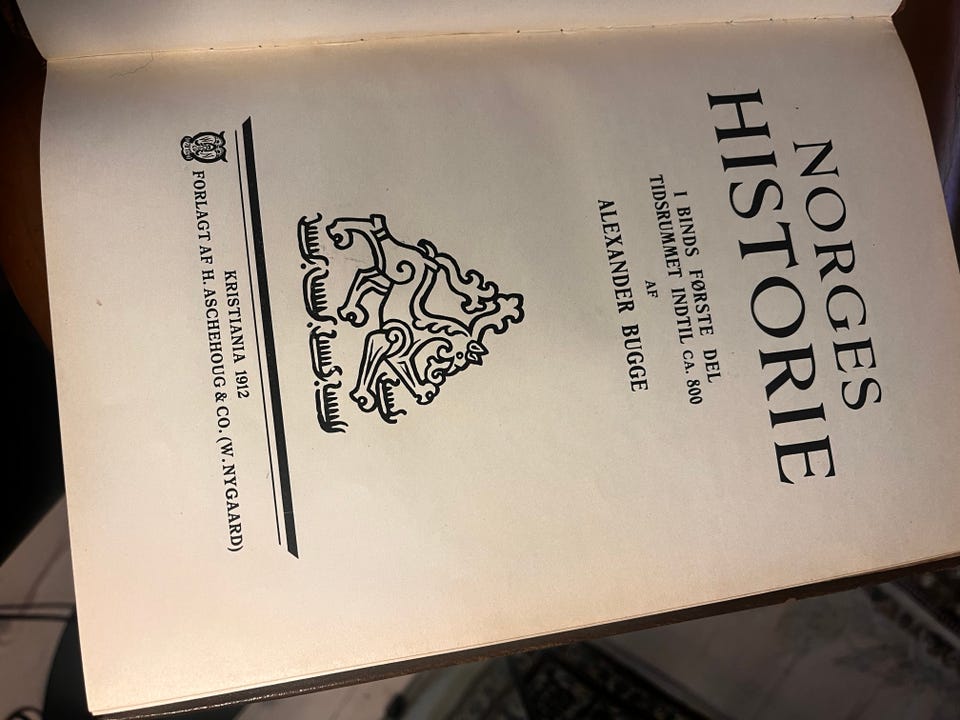 NORGES
HISTORIE
I BINDS FØRSTE DEL
TIDSRUMMET INDTIL CA. 800
AF
ALEXANDER BUGGE
KRISTIANIA 1912
FORLAGT AF H. ASCHEHOUG & CO. (W. NYGAARD)